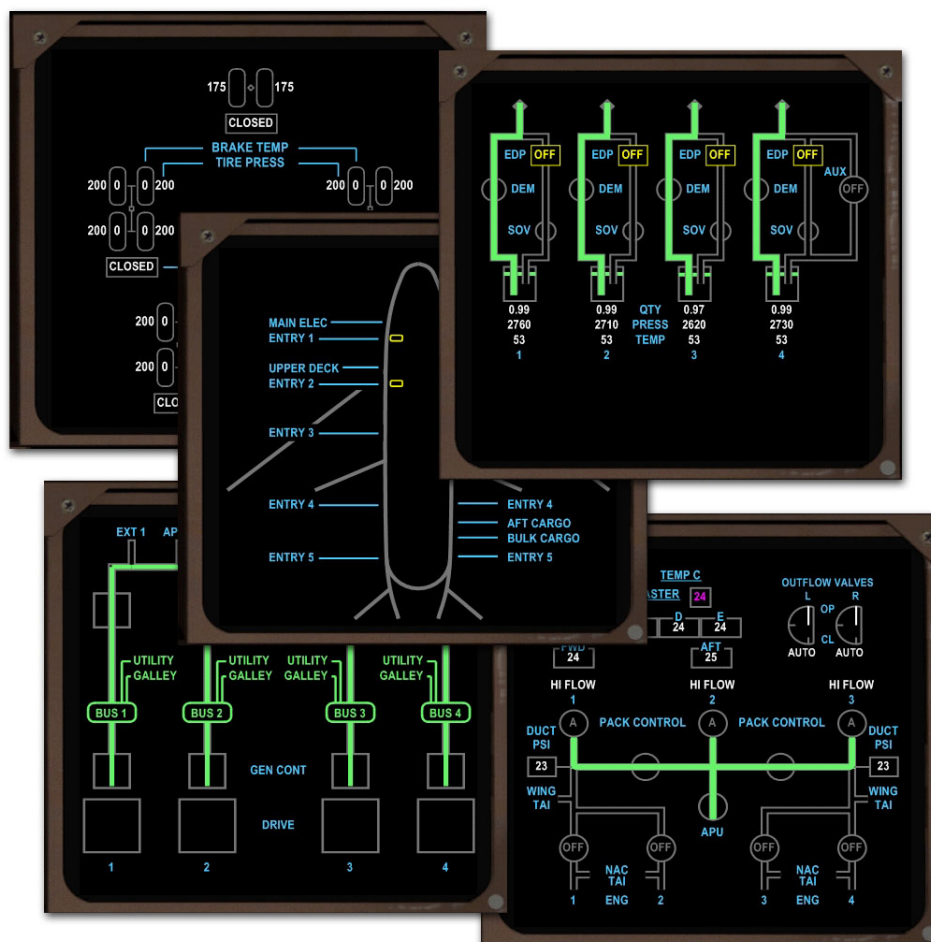 175 175
CLOSED
BRAKE TEMP
TIRE PRESS
200 0 0 200 200 0 0 200
200 0 0 200
CLOSED
200 0
200 0
EDP OFF EDP OFF EDP OFF EDP OFF
AUX
DEM DEM DEM DEM OFF
SOV SOV SOV SOV
0.99 0.99 QTY 0.97 0.99
2760 2710 PRESS 2620 2730
53 53 TEMP 53 53
1 2 3 4
MAIN ELEC
ENTRY 1
UPPER DECK
ENTRY 2
ENTRY 3
ENTRY 4 ENTRY 4
AFT CARGO
BULK CARGO
ENTRY 5 ENTRY 5
EXT 1
UTILITY UTILITY UTILITY UTILITY
GALLEY GALLEY GALLEY GALLEY
BUS 1 BUS 2 BUS 3 BUS 4
GEN CONT
DRIVE
1 2 3 4
TEMP C
24
D E
24 24
FWD AFT
24 25
OUTFLOW VALVES
L R
OP
CL
AUTO AUTO
HI FLOW HI FLOW HI FLOW
1 2 3
A PACK CONTROL A PACK CONTROL A
DUCT DUCT
PSI PSI
23 23
WING WING
TAI TAI
APU
OFF OFF OFF OFF
NAC NAC
TAI TAI
1 ENG 2 3 ENG 4